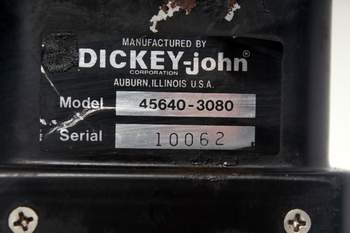 MANUFACTURED BY
DICKEY-john®
CORPORATION
AUBURN, ILLINOIS U.S.A.
Model 45640-3080
Serial 10062